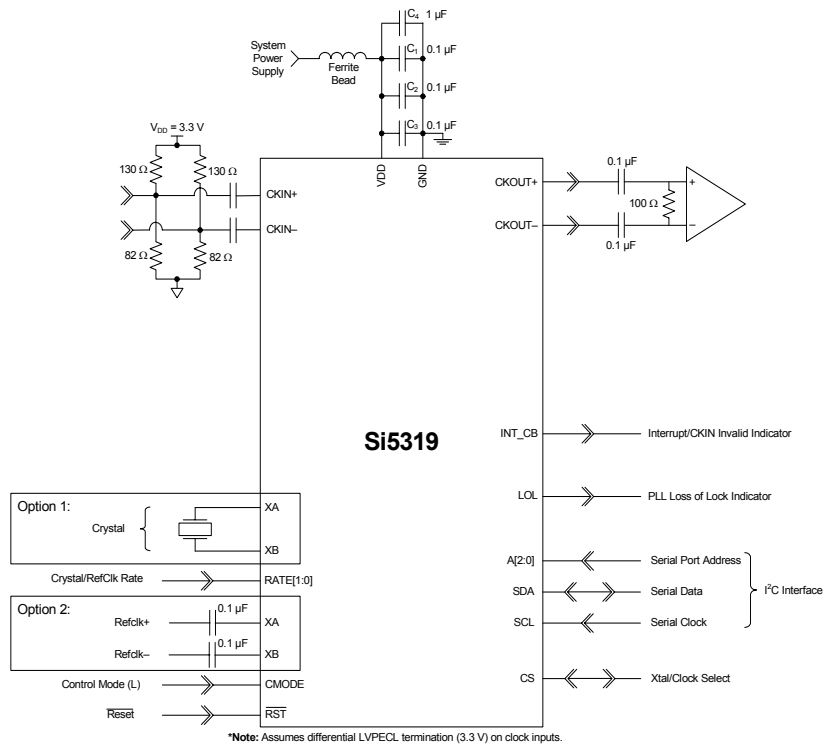 C₄ 1 µF
System
Power
Supply
Ferrite
Bead
C₁ 0.1 µF
C₂ 0.1 µF
C₃ 0.1 µF
V_DD = 3.3 V
130 Ω
130 Ω
82 Ω
82 Ω
VDD
GND
CKIN+
CKIN–
CKOUT+
CKOUT–
0.1 µF
100 Ω
+
–
0.1 µF
Si5319
INT_CB
Interrupt/CKIN Invalid Indicator
LOL
PLL Loss of Lock Indicator
Option 1:
Crystal
XA
XB
Crystal/RefClk Rate
RATE[1:0]
A[2:0]
Serial Port Address
SDA
Serial Data
I²C Interface
SCL
Serial Clock
Option 2:
Refclk+
0.1 µF
XA
Refclk–
0.1 µF
XB
Control Mode (L)
CMODE
CS
Xtal/Clock Select
Reset
RST
*Note: Assumes differential LVPECL termination (3.3 V) on clock inputs.